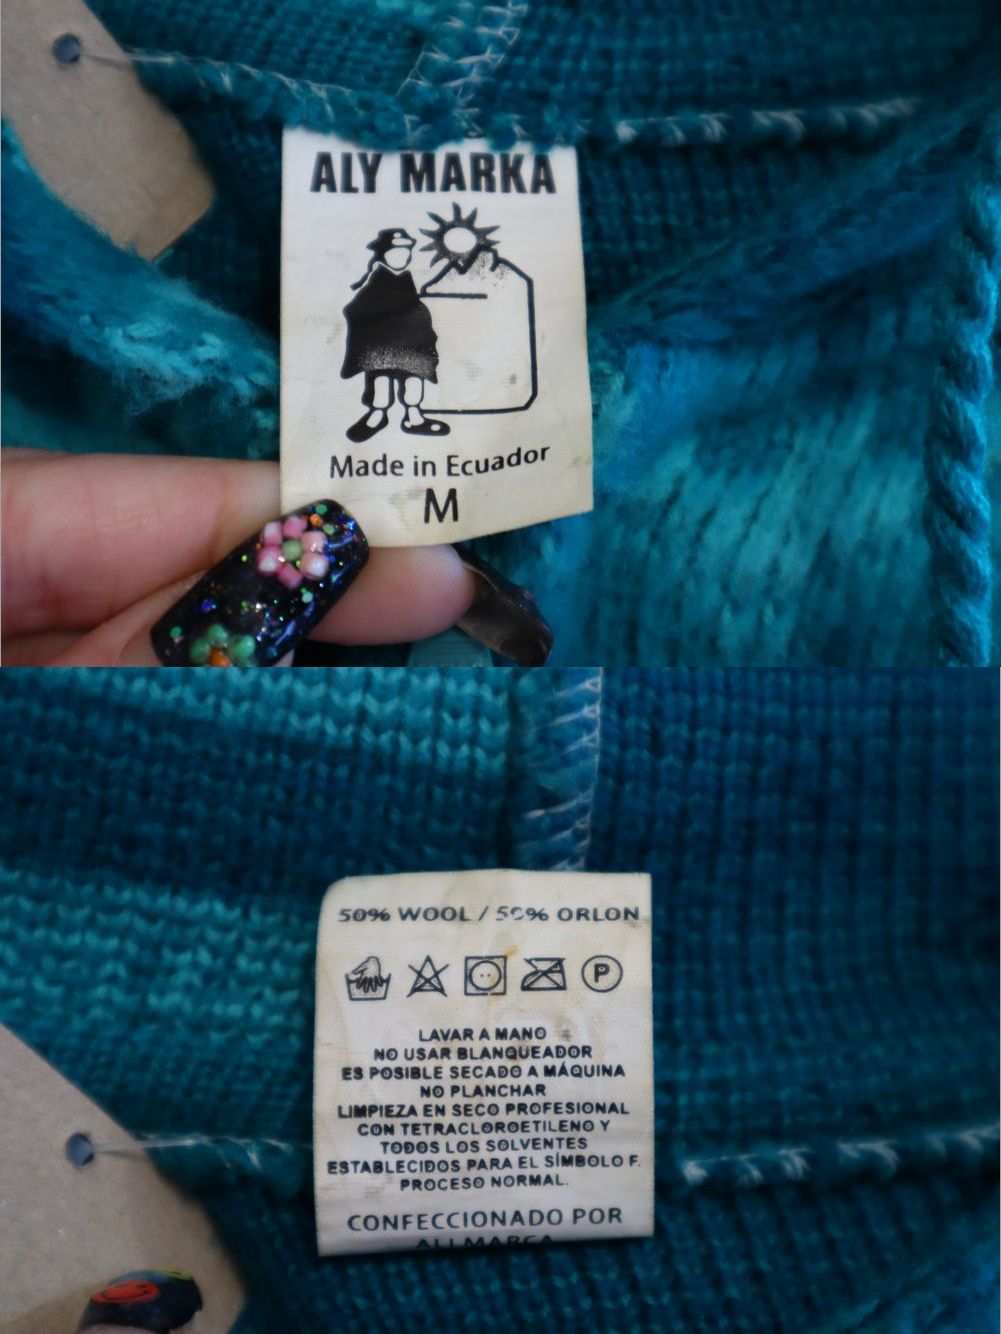 ALY MARKA
Made in Ecuador
M
50% WOOL / 50% ORLON
P
LAVAR A MANO
NO USAR BLANQUEADOR
ES POSIBLE SECADO A MÁQUINA
NO PLANCHAR
LIMPIEZA EN SECO PROFESIONAL
CON TETRACLOROETILENO Y
TODOS LOS SOLVENTES
ESTABLECIDOS PARA EL SÍMBOLO F.
PROCESO NORMAL.
CONFECCIONADO POR